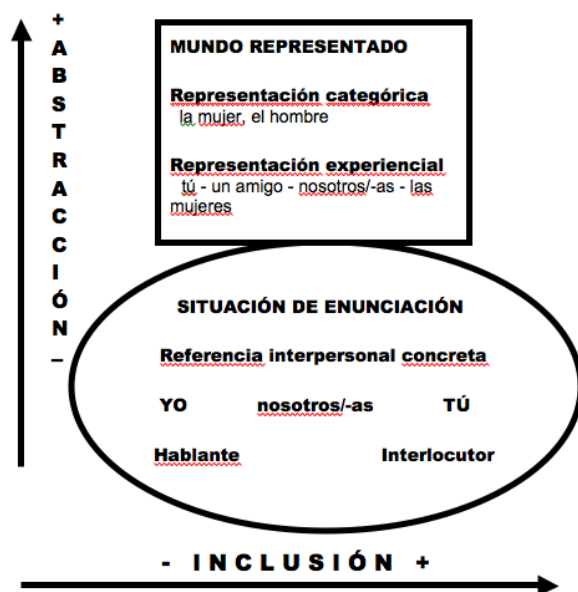 +
A
B
S
T
R
A
C
C
I
Ó
N
–
MUNDO REPRESENTADO
Representación categórica
la mujer, el hombre
Representación experiencial
tú - un amigo - nosotros/-as - las
mujeres
SITUACIÓN DE ENUNCIACIÓN
Referencia interpersonal concreta
YO nosotros/-as TÚ
Hablante Interlocutor
- INCLUSIÓN +